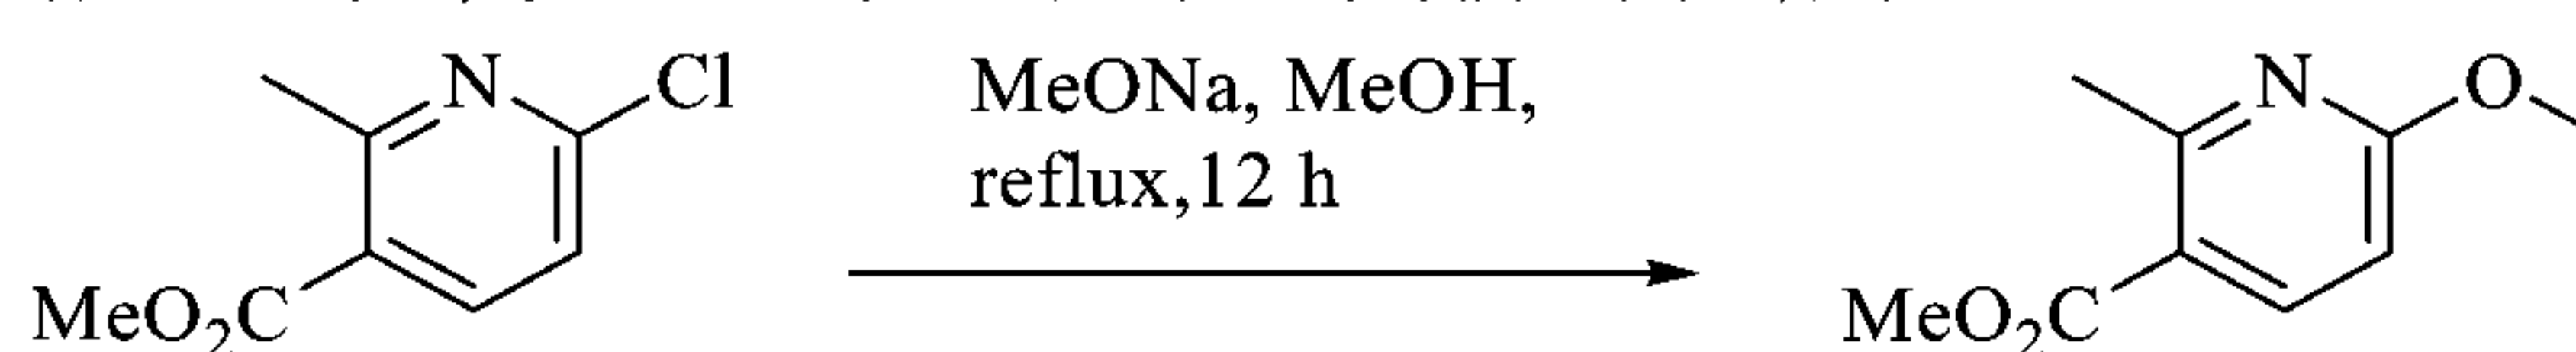 N
Cl
MeO₂C
MeONa, MeOH,
reflux,12 h
N
O
MeO₂C